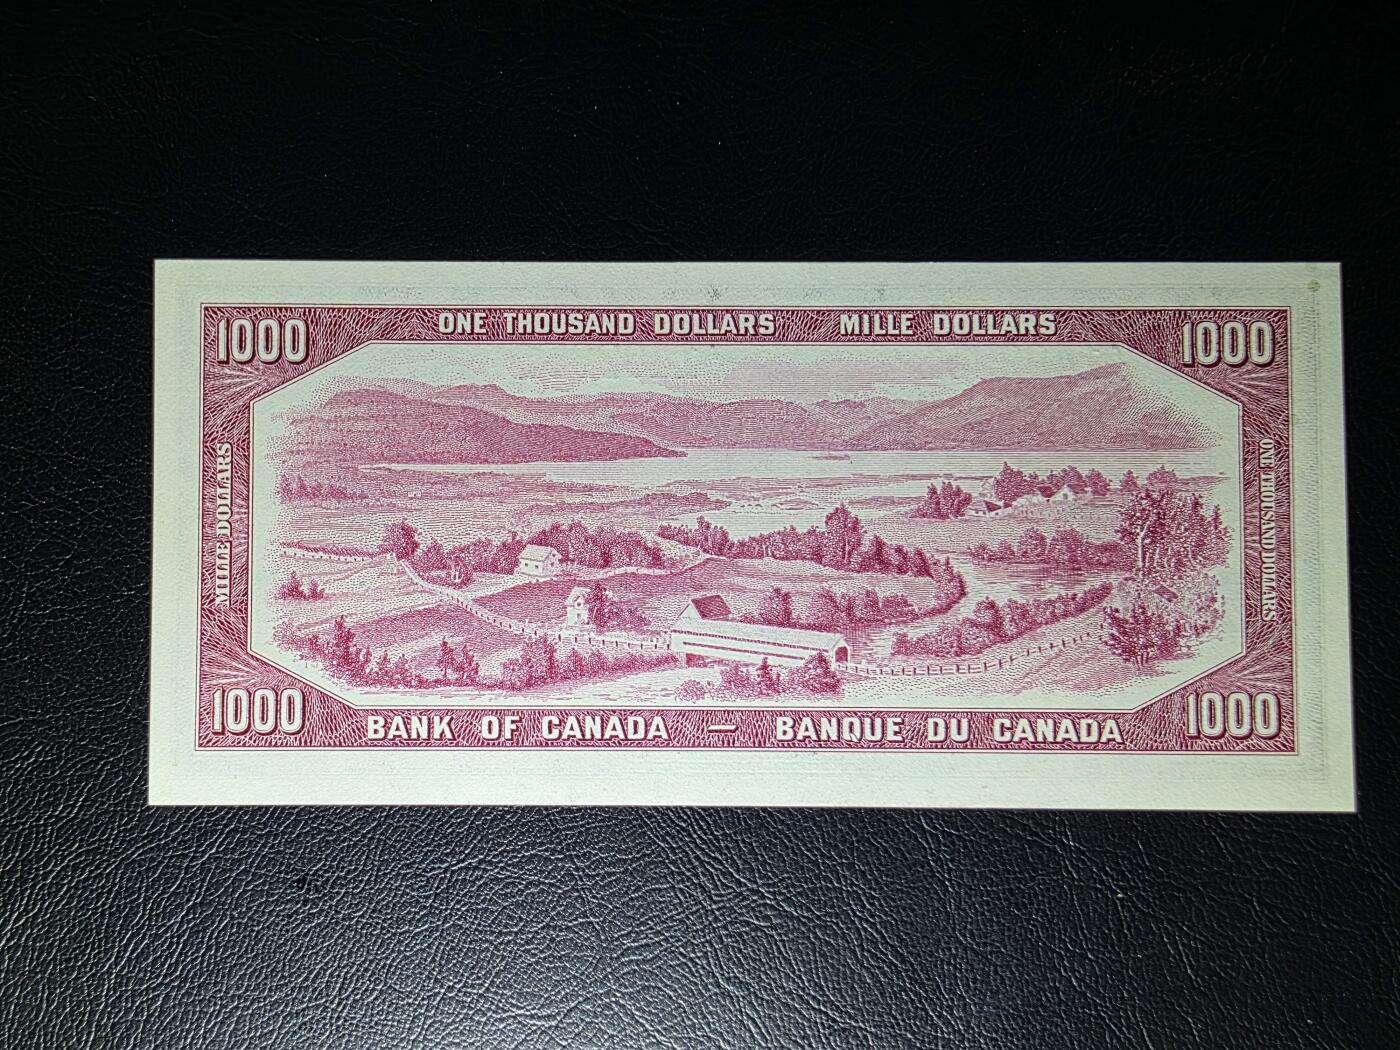 1000 ONE THOUSAND DOLLARS MILLE DOLLARS 1000
MILLE DOLLARS
ONE THOUSAND DOLLARS
1000 BANK OF CANADA — BANQUE DU CANADA 1000